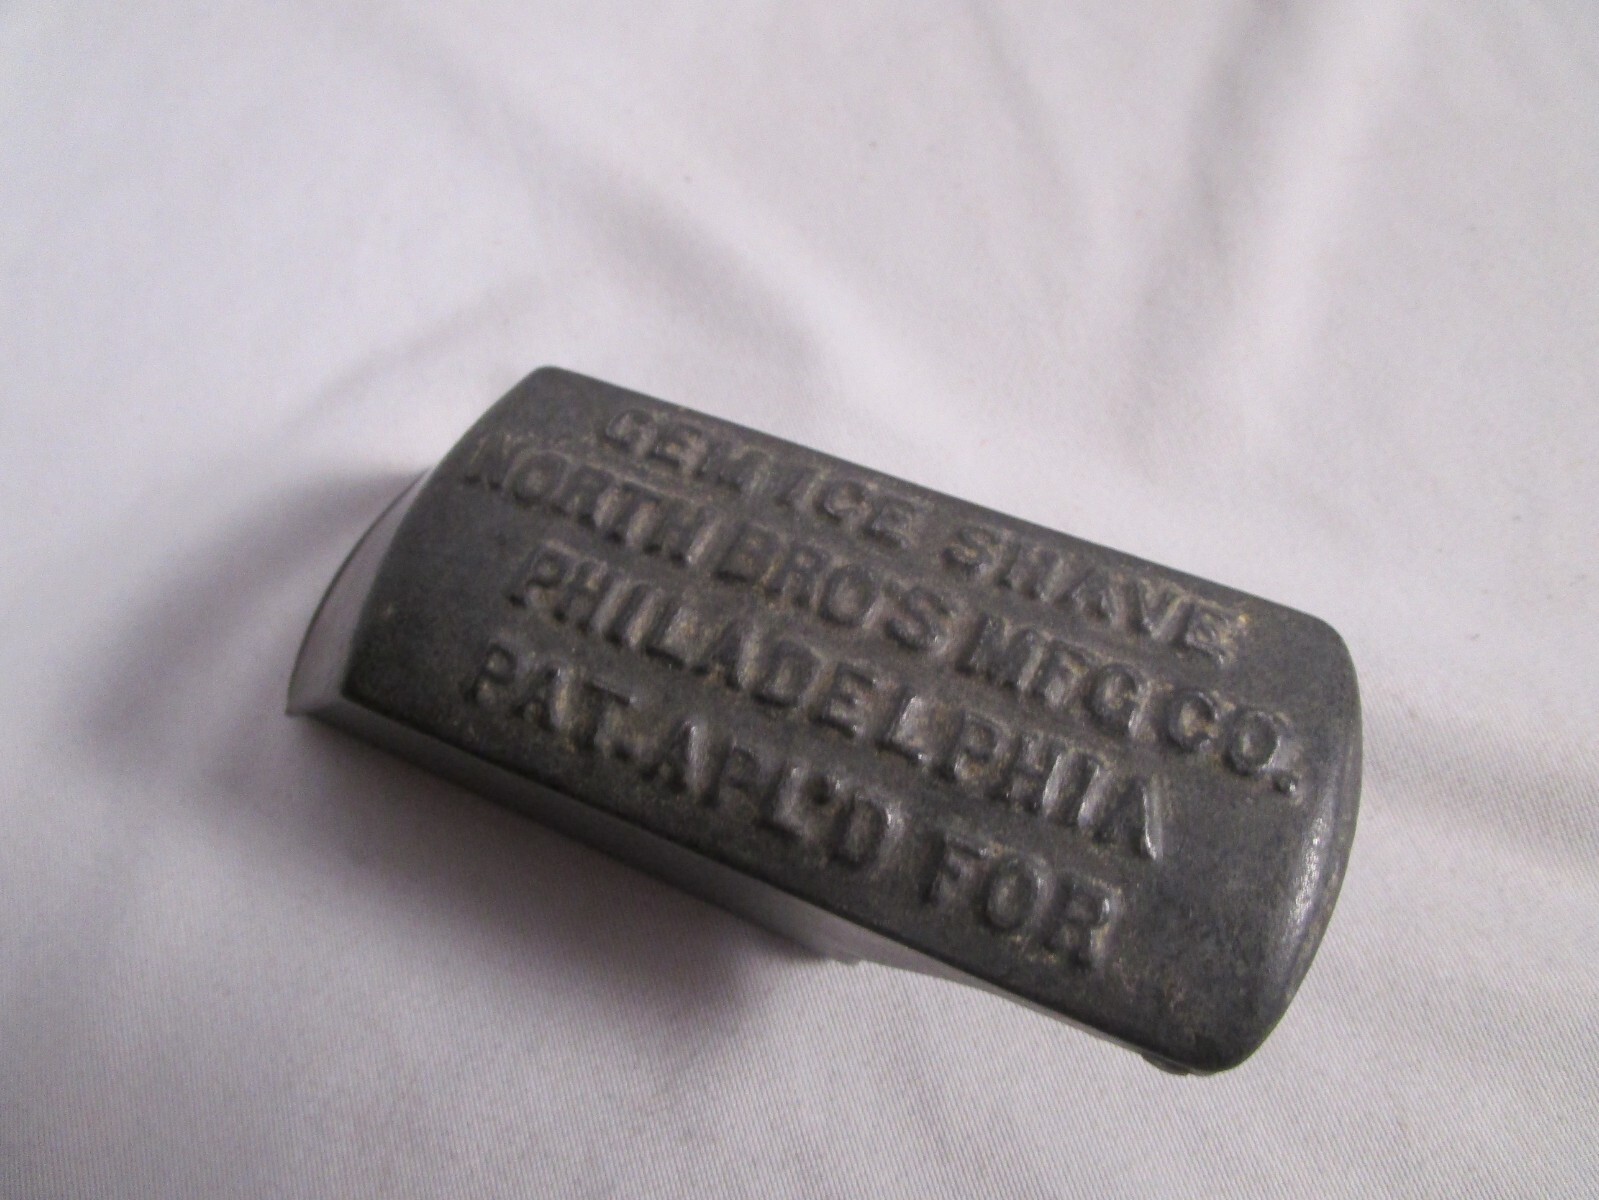 GEM ICE SHAVE
NORTH BRO'S MFG CO.
PHILADELPHIA
PAT. APL'D FOR